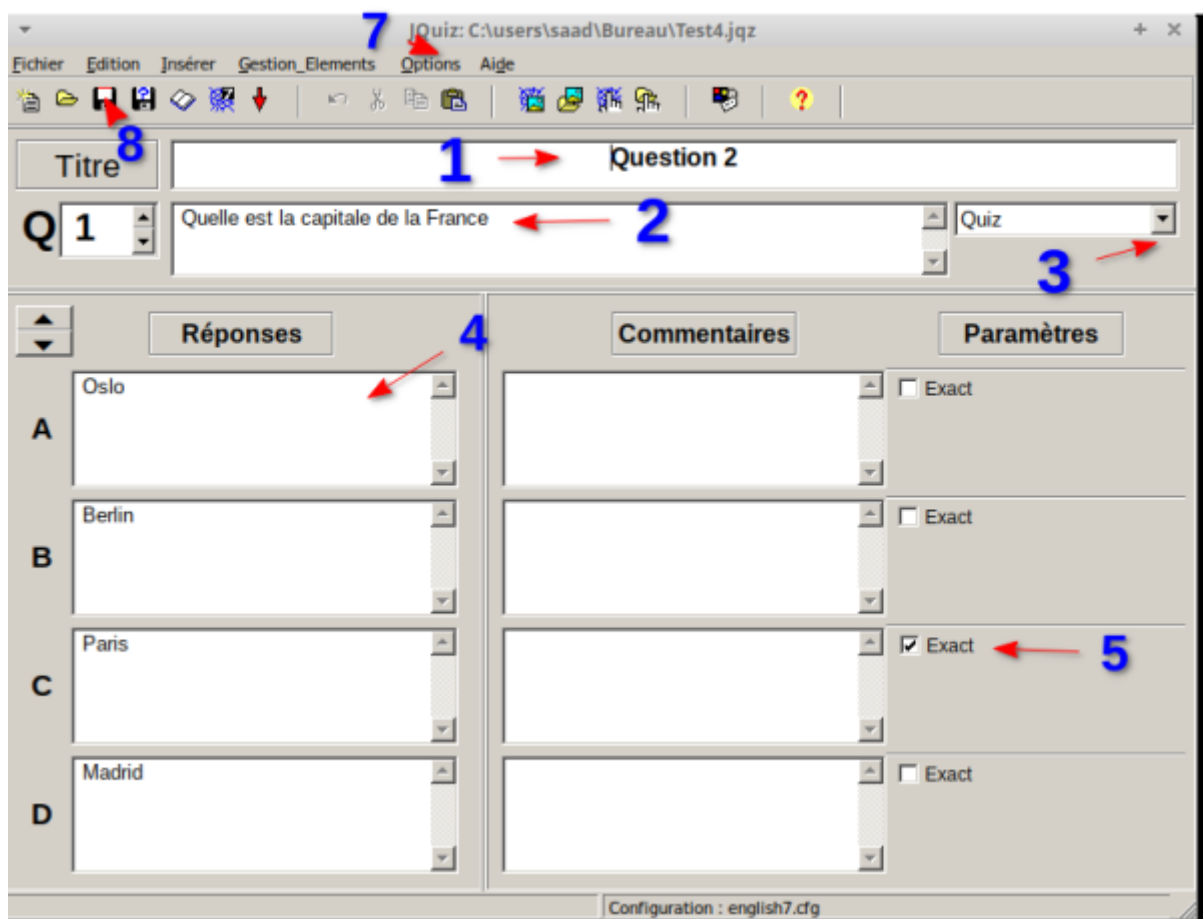 JQuiz: C:\users\saad\Bureau\Test4.jqz
7
Fichier Edition Insérer Gestion_Elements Options Aide
8
Titre
1
Question 2
Q 1
Quelle est la capitale de la France
2
Quiz
3
Réponses
4
Commentaires
Paramètres
A
Oslo
Exact
B
Berlin
Exact
C
Paris
Exact
5
D
Madrid
Exact
Configuration : english7.cfg